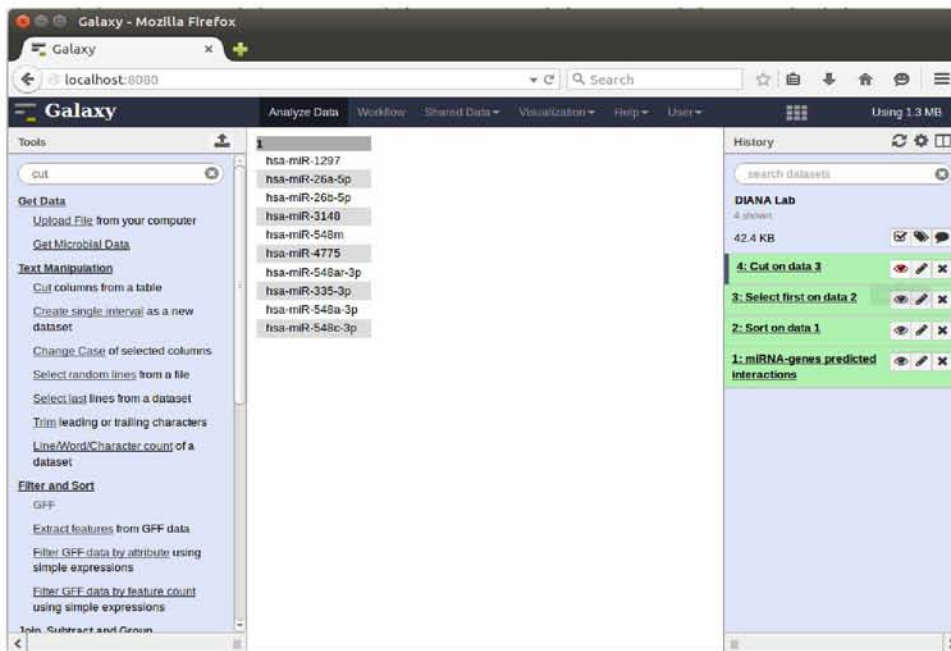 Galaxy - Mozilla Firefox
Galaxy
localhost:8080
Search
Galaxy
Analyze Data
Workflow
Shared Data
Visualization
Help
User
Using 1.3 MB
Tools
cut
Get Data
Upload File from your computer
Get Microbial Data
Text Manipulation
Cut columns from a table
Create single interval as a new
dataset
Change Case of selected columns
Select random lines from a file
Select last lines from a dataset
Trim leading or trailing characters
Line/Word/Character count of a
dataset
Filter and Sort
GFF
Extract features from GFF data
Filter GFF data by attribute using
simple expressions
Filter GFF data by feature count
using simple expressions
Join, Subtract and Group
1
hsa-miR-1297
hsa-miR-26a-5p
hsa-miR-26b-5p
hsa-miR-3148
hsa-miR-548m
hsa-miR-4775
hsa-miR-548ar-3p
hsa-miR-335-3p
hsa-miR-548a-3p
hsa-miR-548c-3p
History
search datasets
DIANA Lab
4 shown
42.4 KB
4: Cut on data 3
3: Select first on data 2
2: Sort on data 1
1: miRNA-genes predicted
interactions